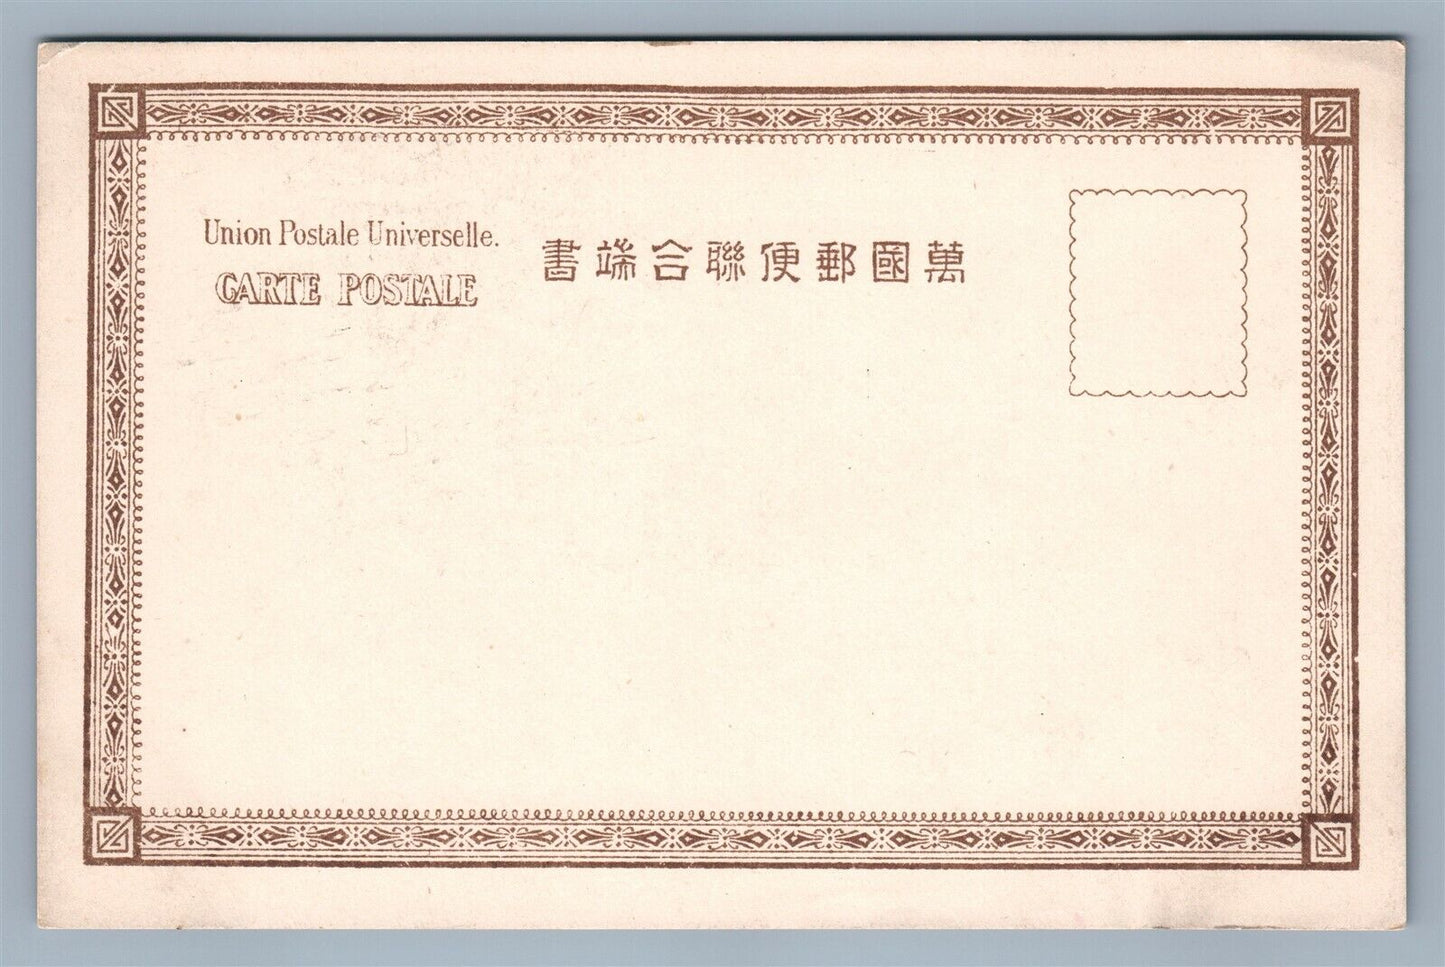 Union Postale Universelle.
CARTE POSTALE
萬國郵便聯合端書